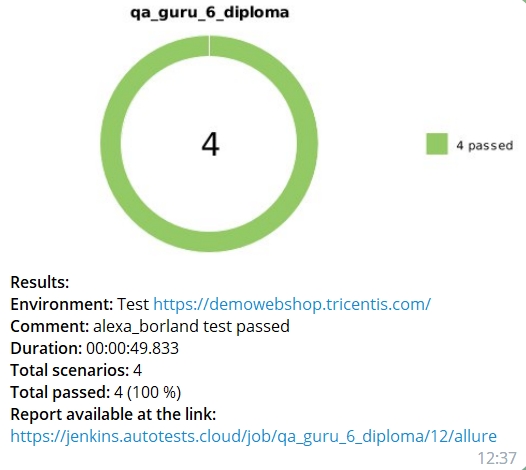 qa_guru_6_diploma
4
4 passed
Results:
Environment: Test https://demowebshop.tricentis.com/
Comment: alexa_borland test passed
Duration: 00:00:49.833
Total scenarios: 4
Total passed: 4 (100 %)
Report available at the link:
https://jenkins.autotests.cloud/job/qa_guru_6_diploma/12/allure
12:37